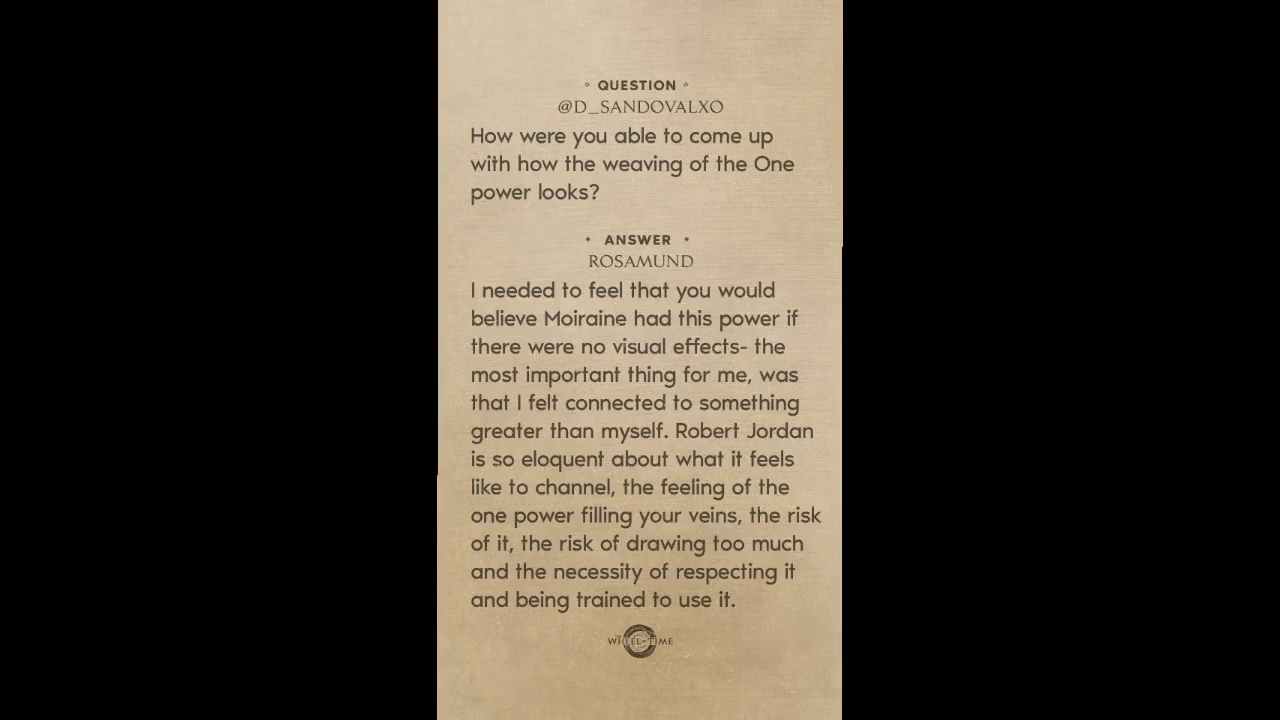 QUESTION
@D_SANDOVALXO
How were you able to come up
with how the weaving of the One
power looks?
ANSWER
ROSAMUND
I needed to feel that you would
believe Moiraine had this power if
there were no visual effects- the
most important thing for me, was
that I felt connected to something
greater than myself. Robert Jordan
is so eloquent about what it feels
like to channel, the feeling of the
one power filling your veins, the risk
of it, the risk of drawing too much
and the necessity of respecting it
and being trained to use it.
WHEEL OF TIME